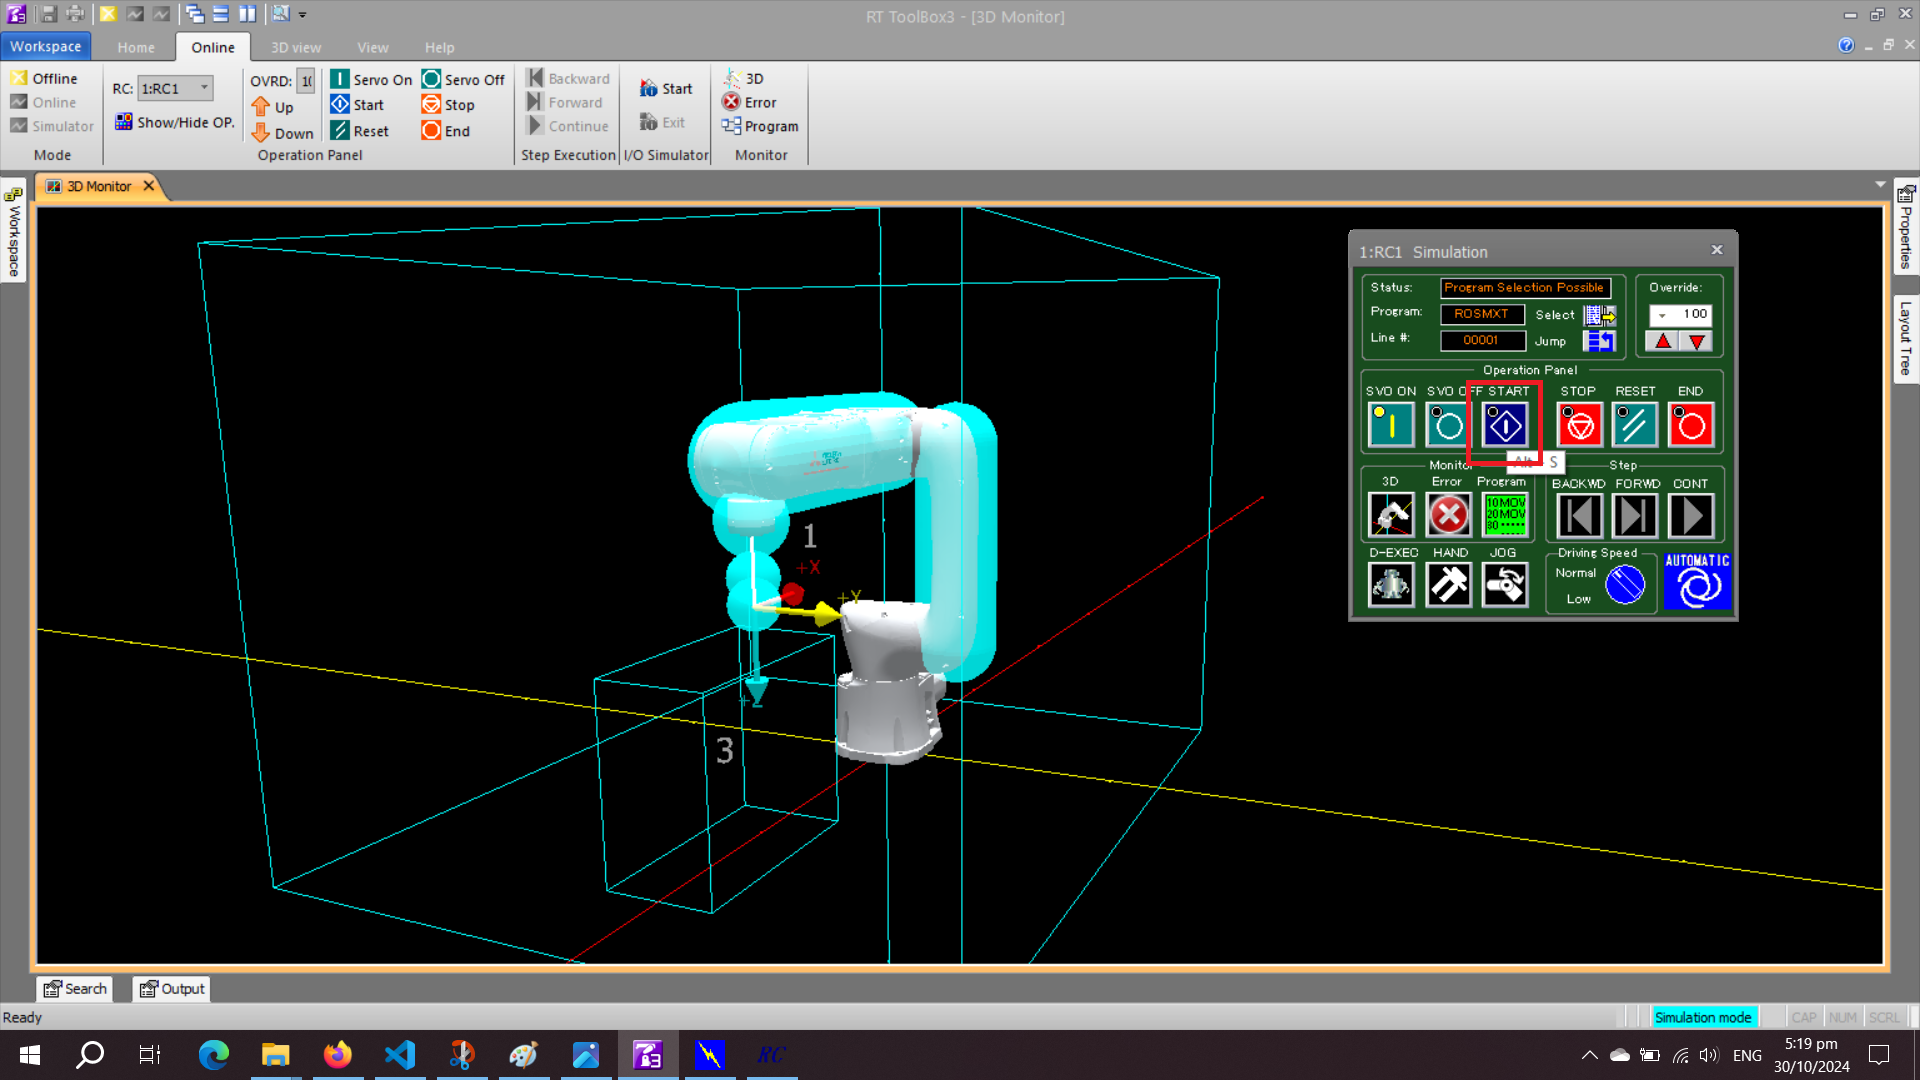 RT ToolBox3 - [3D Monitor]
Workspace Home Online 3D view View Help
Offline
Online
Simulator
Mode
RC: 1:RC1
Show/Hide OP.
OVRD:
Up
Down
Servo On Servo Off
Start Stop
Reset End
Operation Panel
Backward
Forward
Continue
Step Execution
Start
Exit
I/O Simulator
3D
Error
Program
Monitor
3D Monitor
Workspace
Properties
Layout Tree
1
+X
+Y
+Z
3
1:RC1 Simulation
Status: Program Selection Possible
Program: ROSMXT Select
Line #: 00001 Jump
Override:
100
Operation Panel
SVO ON SVO OFF START STOP RESET END
S
Monitor
3D Error Program
10 MOV
20 MOV
Step
BACKWD FORWD CONT
D-EXEC HAND JOG
Driving Speed
Normal
Low
AUTOMATIC
Search Output
Ready
Simulation mode CAP NUM SCRL
3
RC
ENG
5:19 pm
30/10/2024